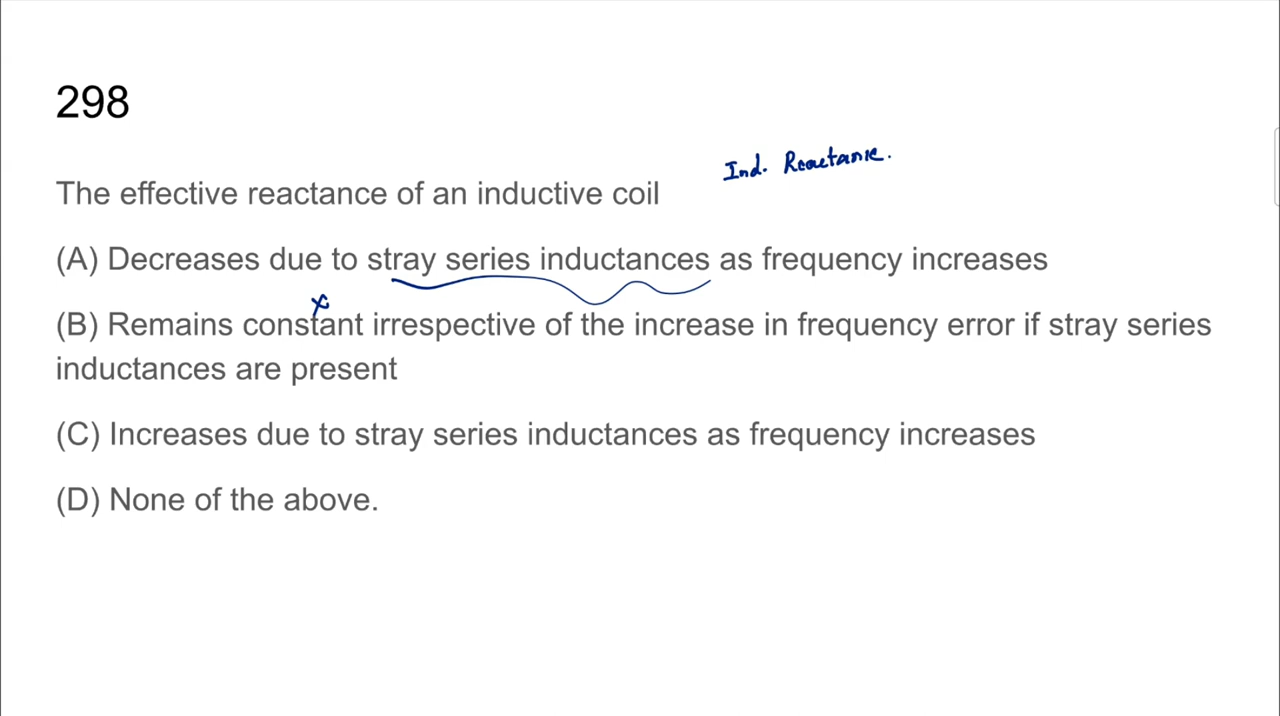 298
Ind. Reactance.
The effective reactance of an inductive coil
(A) Decreases due to stray series inductances as frequency increases
x
(B) Remains constant irrespective of the increase in frequency error if stray series
inductances are present
(C) Increases due to stray series inductances as frequency increases
(D) None of the above.